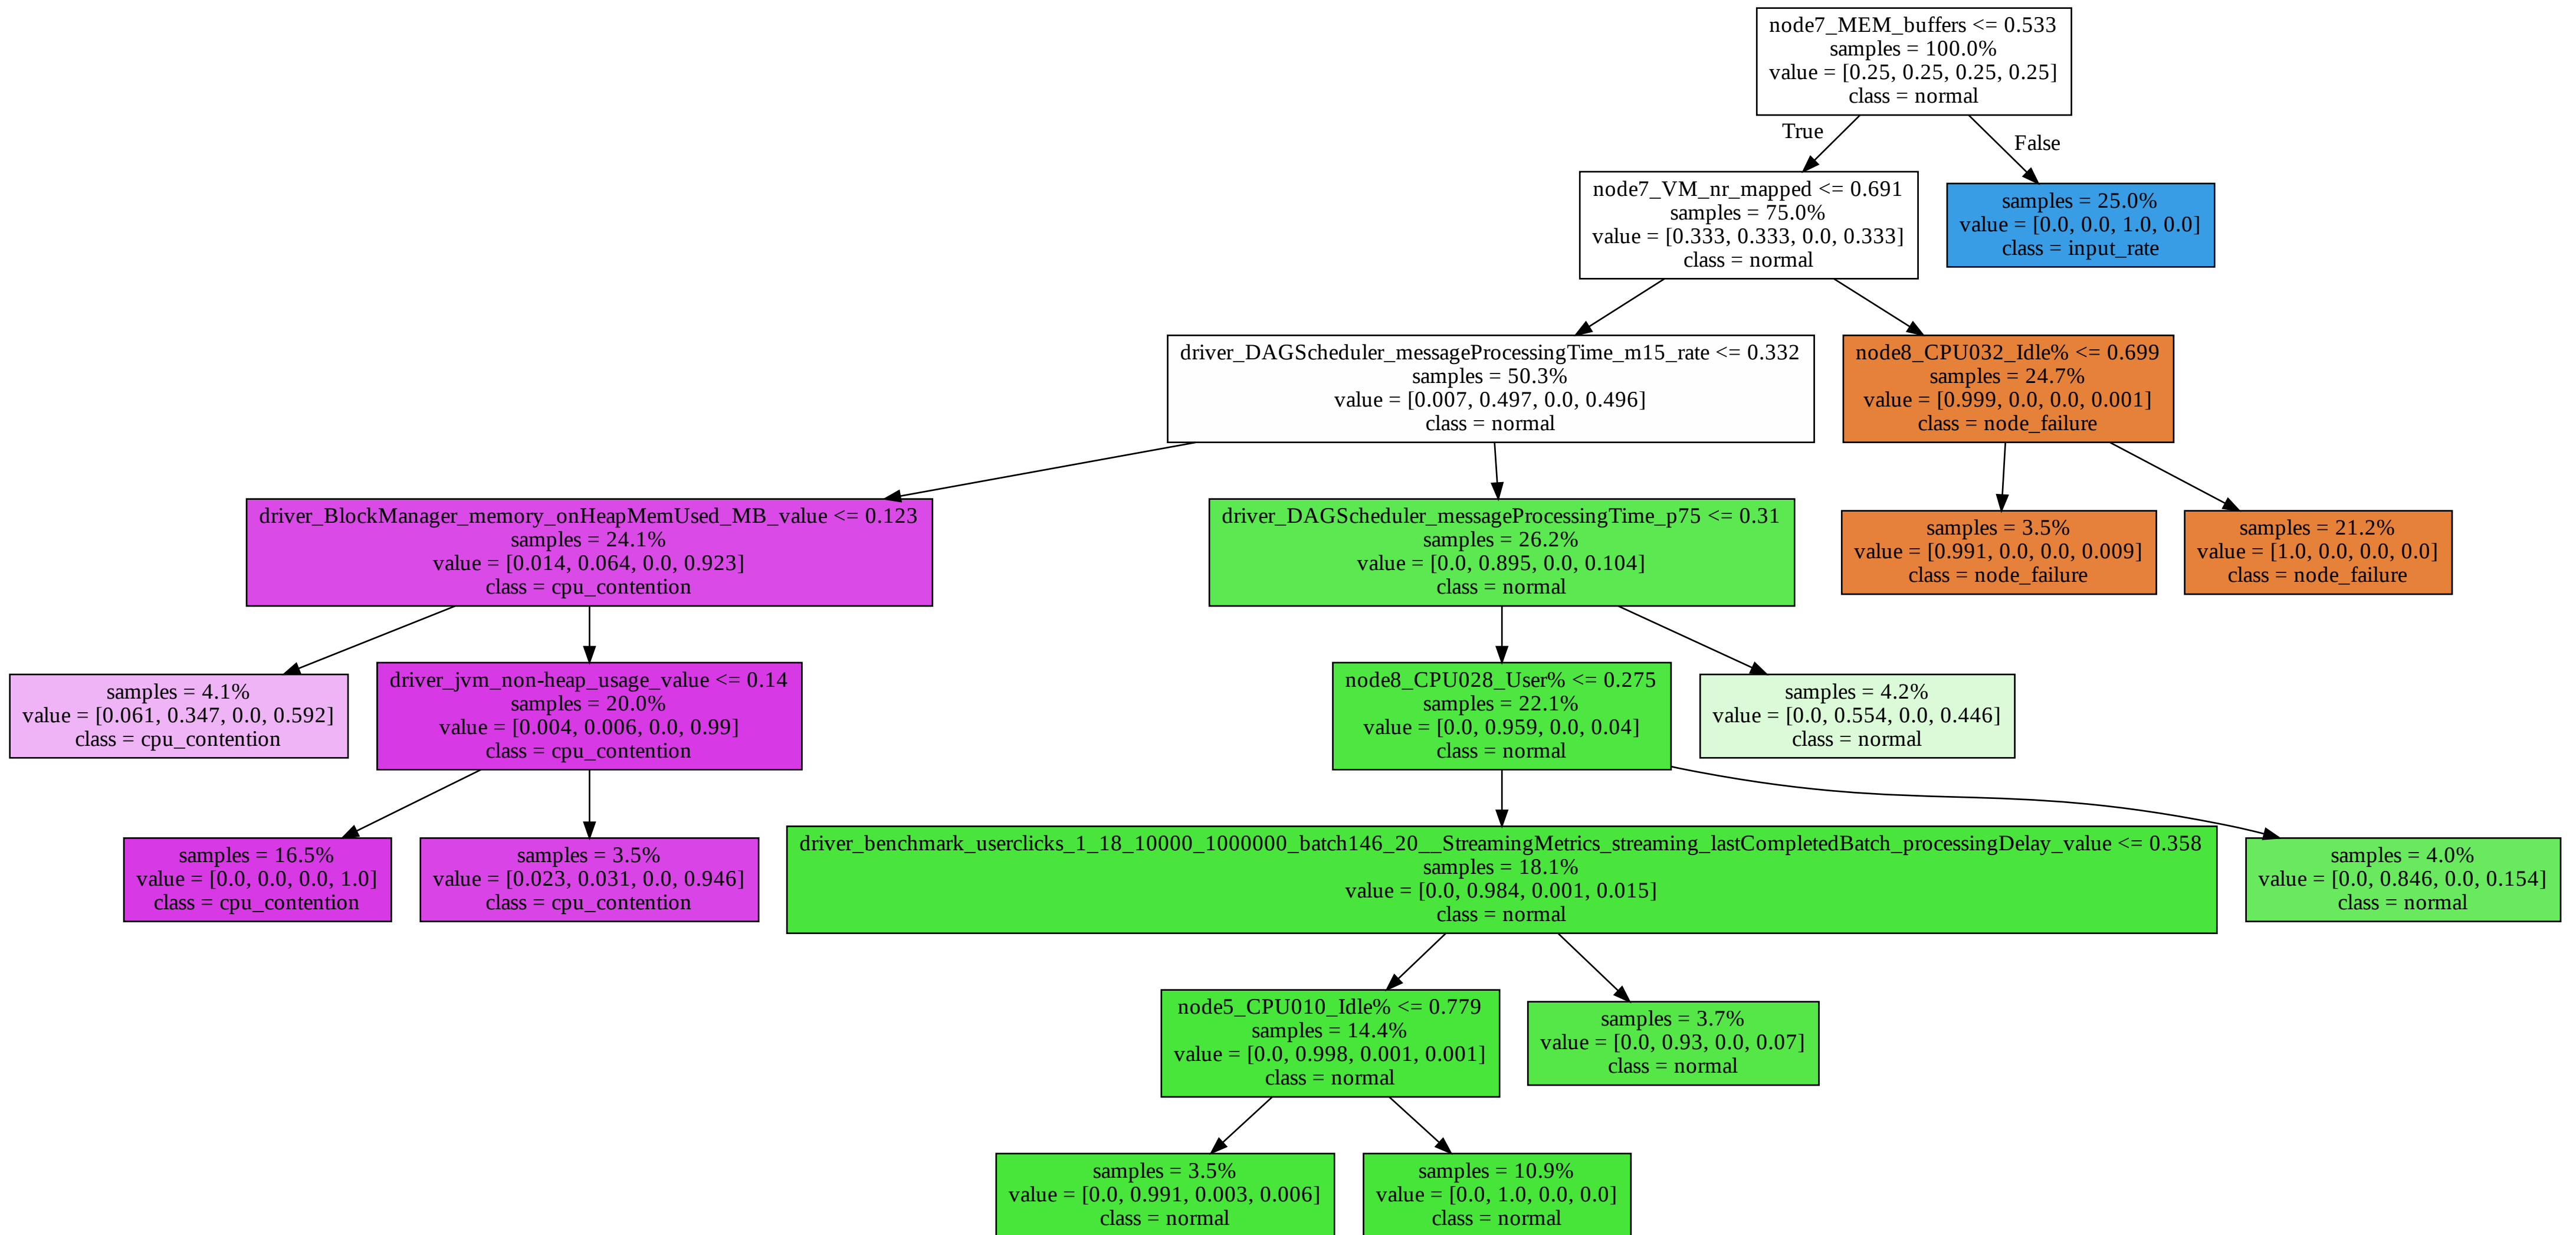 node7_MEM_buffers <= 0.533
samples = 100.0%
value = [0.25, 0.25, 0.25, 0.25]
class = normal
True
False
node7_VM_nr_mapped <= 0.691
samples = 75.0%
value = [0.333, 0.333, 0.0, 0.333]
class = normal
samples = 25.0%
value = [0.0, 0.0, 1.0, 0.0]
class = input_rate
driver_DAGScheduler_messageProcessingTime_m15_rate <= 0.332
samples = 50.3%
value = [0.007, 0.497, 0.0, 0.496]
class = normal
node8_CPU032_Idle% <= 0.699
samples = 24.7%
value = [0.999, 0.0, 0.0, 0.001]
class = node_failure
driver_BlockManager_memory_onHeapMemUsed_MB_value <= 0.123
samples = 24.1%
value = [0.014, 0.064, 0.0, 0.923]
class = cpu_contention
driver_DAGScheduler_messageProcessingTime_p75 <= 0.31
samples = 26.2%
value = [0.0, 0.895, 0.0, 0.104]
class = normal
samples = 3.5%
value = [0.991, 0.0, 0.0, 0.009]
class = node_failure
samples = 21.2%
value = [1.0, 0.0, 0.0, 0.0]
class = node_failure
samples = 4.1%
value = [0.061, 0.347, 0.0, 0.592]
class = cpu_contention
driver_jvm_non-heap_usage_value <= 0.14
samples = 20.0%
value = [0.004, 0.006, 0.0, 0.99]
class = cpu_contention
node8_CPU028_User% <= 0.275
samples = 22.1%
value = [0.0, 0.959, 0.0, 0.04]
class = normal
samples = 4.2%
value = [0.0, 0.554, 0.0, 0.446]
class = normal
samples = 16.5%
value = [0.0, 0.0, 0.0, 1.0]
class = cpu_contention
samples = 3.5%
value = [0.023, 0.031, 0.0, 0.946]
class = cpu_contention
driver_benchmark_userclicks_1_18_10000_1000000_batch146_20__StreamingMetrics_streaming_lastCompletedBatch_processingDelay_value <= 0.358
samples = 18.1%
value = [0.0, 0.984, 0.001, 0.015]
class = normal
samples = 4.0%
value = [0.0, 0.846, 0.0, 0.154]
class = normal
node5_CPU010_Idle% <= 0.779
samples = 14.4%
value = [0.0, 0.998, 0.001, 0.001]
class = normal
samples = 3.7%
value = [0.0, 0.93, 0.0, 0.07]
class = normal
samples = 3.5%
value = [0.0, 0.991, 0.003, 0.006]
class = normal
samples = 10.9%
value = [0.0, 1.0, 0.0, 0.0]
class = normal